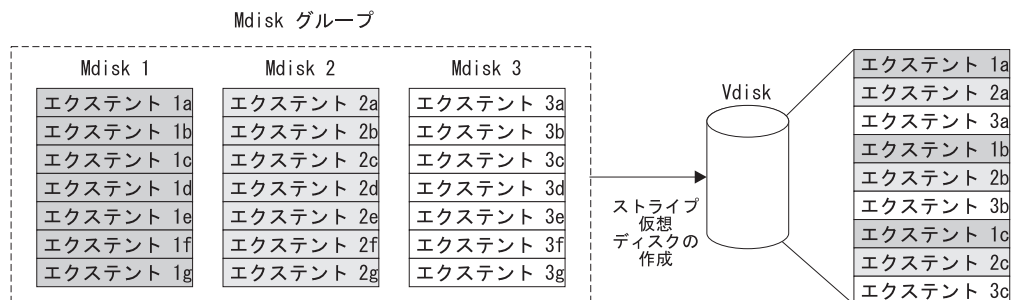 Mdisk グループ
Mdisk 1
エクステント 1a
エクステント 1b
エクステント 1c
エクステント 1d
エクステント 1e
エクステント 1f
エクステント 1g
Mdisk 2
エクステント 2a
エクステント 2b
エクステント 2c
エクステント 2d
エクステント 2e
エクステント 2f
エクステント 2g
Mdisk 3
エクステント 3a
エクステント 3b
エクステント 3c
エクステント 3d
エクステント 3e
エクステント 3f
エクステント 3g
ストライプ
仮想
ディスクの
作成
Vdisk
エクステント 1a
エクステント 2a
エクステント 3a
エクステント 1b
エクステント 2b
エクステント 3b
エクステント 1c
エクステント 2c
エクステント 3c